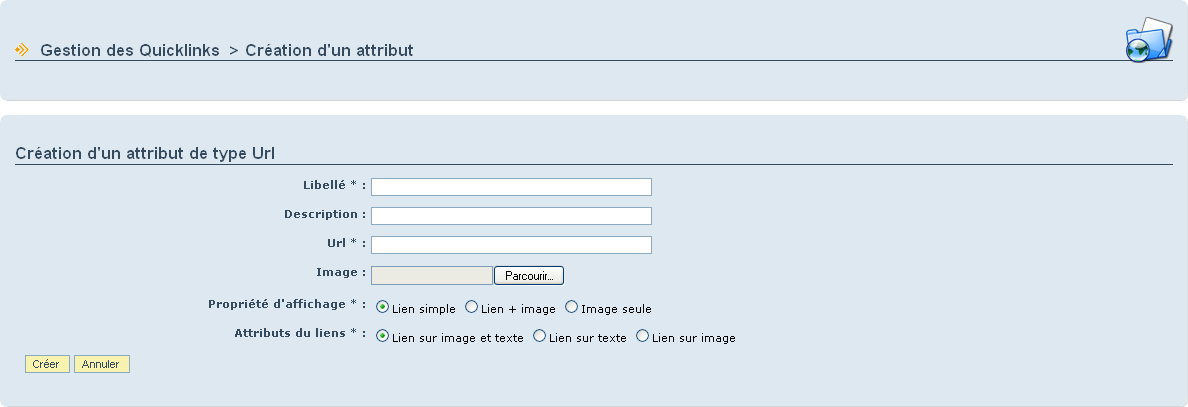 Gestion des Quicklinks > Création d'un attribut
Création d'un attribut de type Url
Libellé * :
Description :
Url * :
Image : Parcourir...
Propriété d'affichage * : Lien simple Lien + image Image seule
Attributs du liens * : Lien sur image et texte Lien sur texte Lien sur image
Créer Annuler